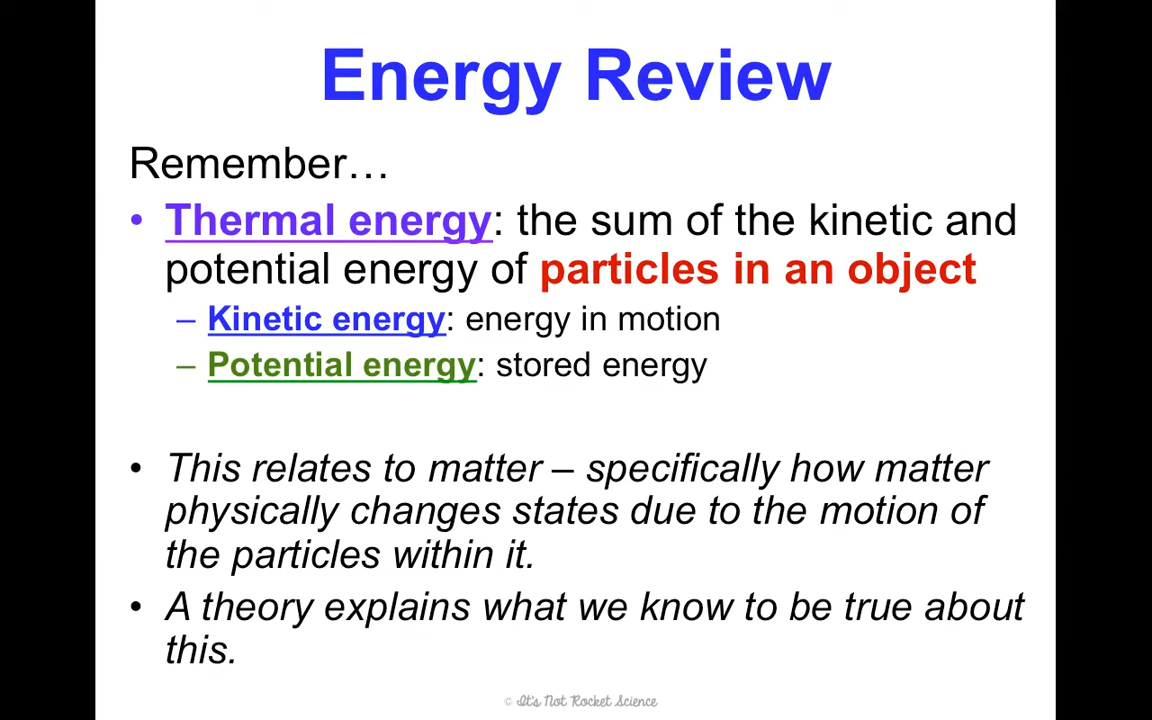 Energy Review
Remember…
• Thermal energy: the sum of the kinetic and
potential energy of particles in an object
– Kinetic energy: energy in motion
– Potential energy: stored energy
• This relates to matter – specifically how matter
physically changes states due to the motion of
the particles within it.
• A theory explains what we know to be true about
this.
© It's Not Rocket Science